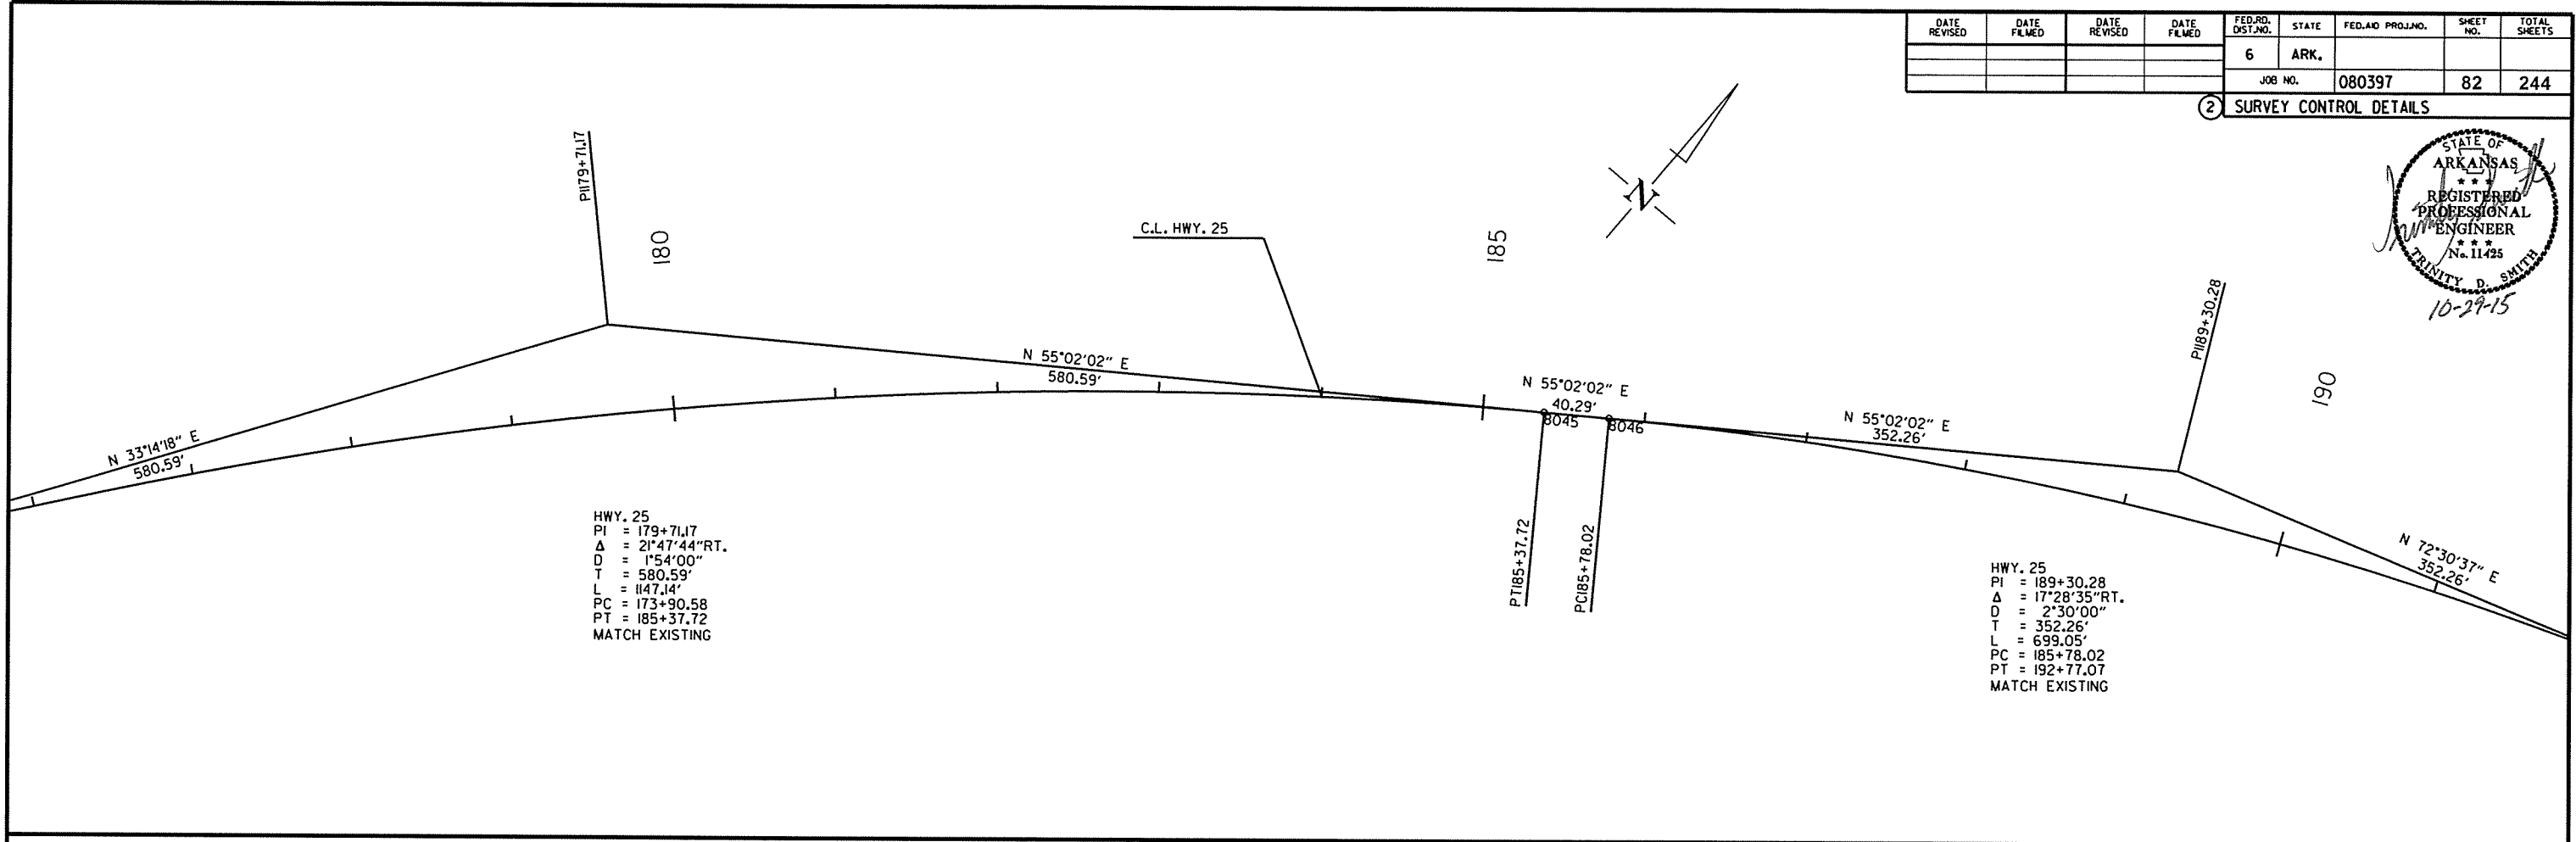 DATE REVISED DATE FILMED DATE REVISED DATE FILMED FED.RD. DIST.NO. STATE FED.AID PROJ.NO. SHEET NO. TOTAL SHEETS
6 ARK.
JOB NO. 080397 82 244
2 SURVEY CONTROL DETAILS
STATE OF
ARKANSAS
REGISTERED
PROFESSIONAL
ENGINEER
No. 11425
TRINITY D. SMITH
10-29-15
PI179+71.17
180
C.L. HWY. 25
N
185
PI189+30.28
190
N 33°14'18" E
580.59'
N 55°02'02" E
580.59'
N 55°02'02" E
40.29'
8045
8046
N 55°02'02" E
352.26'
N 72°30'37" E
352.26'
PT185+37.72
PC185+78.02
HWY. 25
PI = 179+71.17
Δ = 21°47'44"RT.
D = 1°54'00"
T = 580.59'
L = 1147.14'
PC = 173+90.58
PT = 185+37.72
MATCH EXISTING
HWY. 25
PI = 189+30.28
Δ = 17°28'35"RT.
D = 2°30'00"
T = 352.26'
L = 699.05'
PC = 185+78.02
PT = 192+77.07
MATCH EXISTING